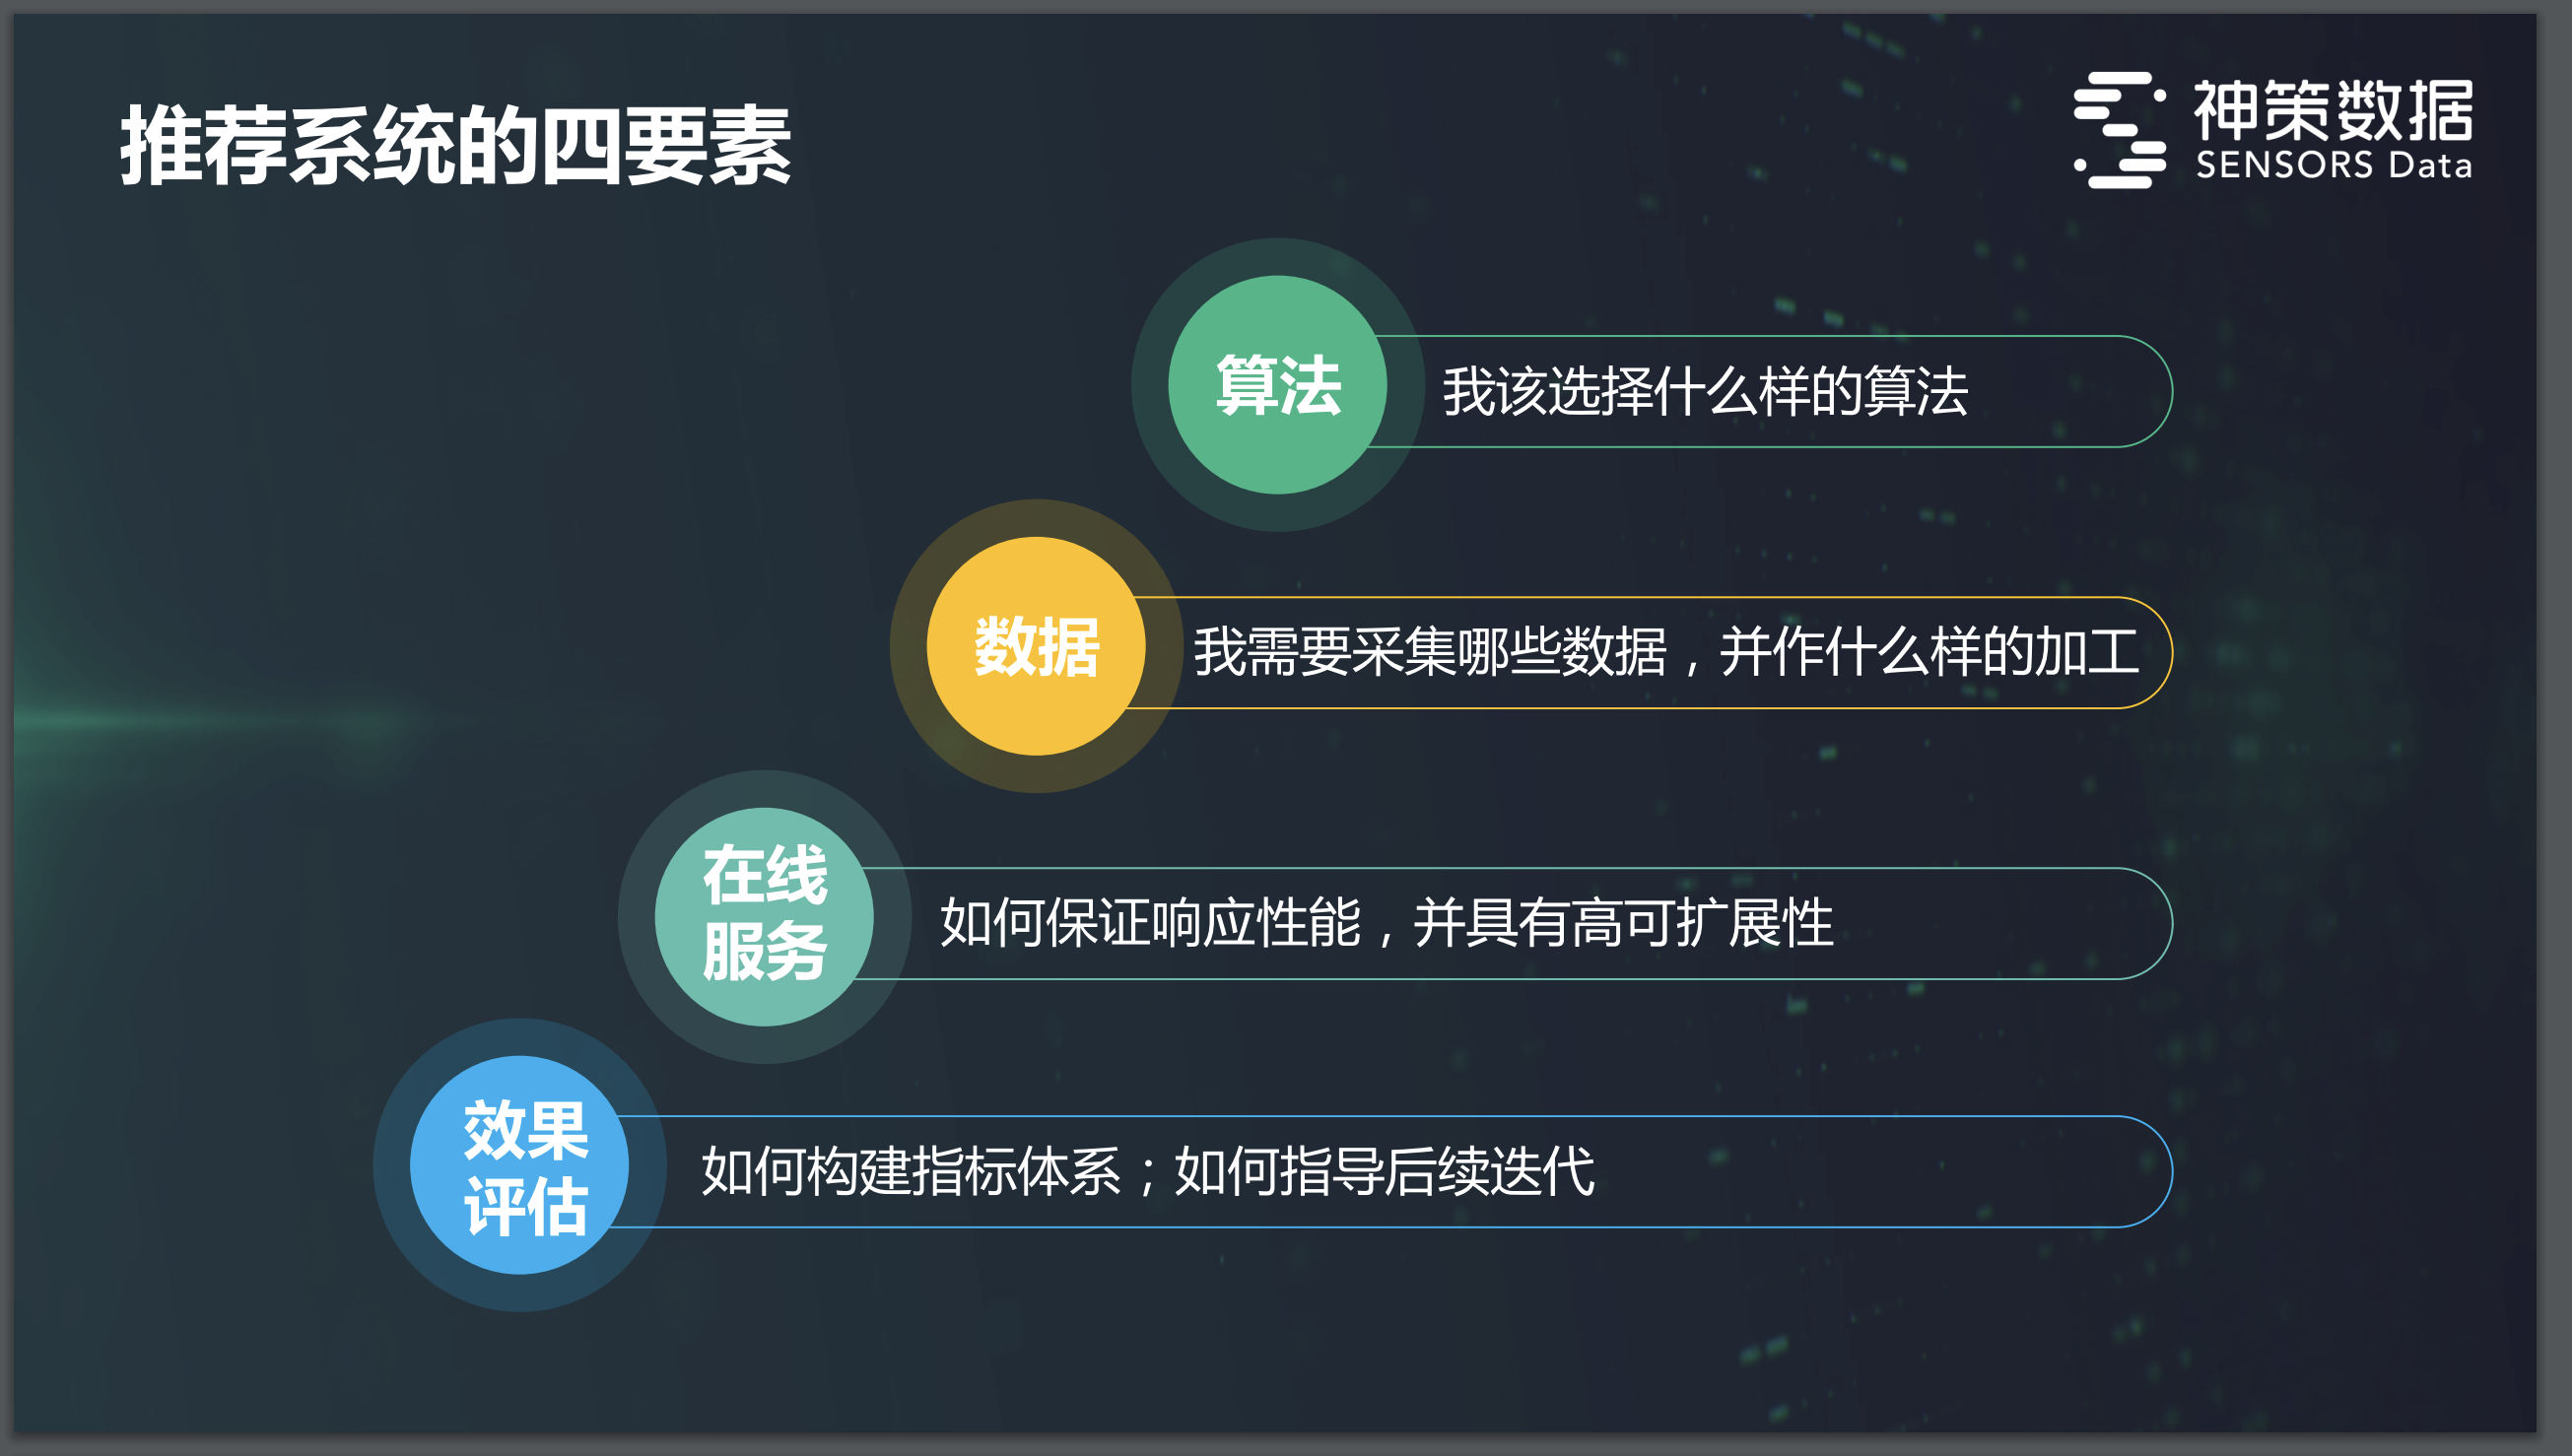 推荐系统的四要素
神策数据
SENSORS Data
算法
我该选择什么样的算法
数据
我需要采集哪些数据，并作什么样的加工
在线
服务
如何保证响应性能，并具有高可扩展性
效果
评估
如何构建指标体系；如何指导后续迭代